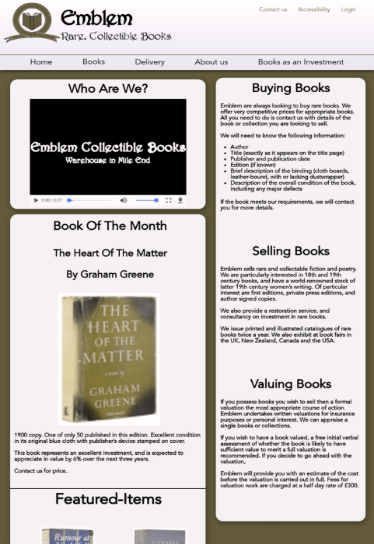 Contact us Accessibility Login
Emblem
Rare, Collectible Books
Home Books Delivery About us Books as an Investment
Who Are We?
Emblem Collectible Books
Warehouse in Mile End
0:00 / 0:27
Book Of The Month
The Heart Of The Matter
By Graham Greene
THE
HEART
OF THE
MATTER
a novel by
GRAHAM
GREENE
1900 copy. One of only 50 published in this edition. Excellent condition
in its original blue cloth with publisher's device stamped on cover.
This book represents an excellent investment, and is expected to
appreciate in value by 6% over the next three years.
Contact us for price.
Featured-Items
Buying Books
Emblem are always looking to buy rare books. We
offer very competitive prices for appropriate books.
All you need to do is contact us with details of the
book or collection you are looking to sell.
We will need to know the following information:
• Author
• Title (exactly as it appears on the title page)
• Publisher and publication date
• Edition (if known)
• Brief description of the binding (cloth boards,
leather-bound, with or lacking dustwrapper)
• Description of the overall condition of the book,
including any major defects
If the book meets our requirements, we will contact
you for more details.
Selling Books
Emblem sells rare and collectable fiction and poetry.
We are particularly interested in 18th and 19th
century books, and have a world-renowned stock of
latter 19th century women's writing. Of particular
interest are first editions, private press editions, and
author signed copies.
We also provide a restoration service, and
consultancy on investment in rare books.
We issue printed and illustrated catalogues of rare
books twice a year. We also exhibit at book fairs in
the UK, New Zealand, Canada and the USA.
Valuing Books
If you possess books you wish to sell then a formal
valuation the most appropriate course of action.
Emblem undertakes written valuations for insurance
purposes or personal interest. We can appraise a
single books or collections.
If you wish to have a book valued, a free initial verbal
assessment of whether the book is likely to have
sufficient value to merit a full valuation is
recommended. If you decide to go ahead with the
valuation,
Emblem will provide you with an estimate of the cost
before the valuation is carried out in full. Fees for
valuation work are charged at a half day rate of £300.